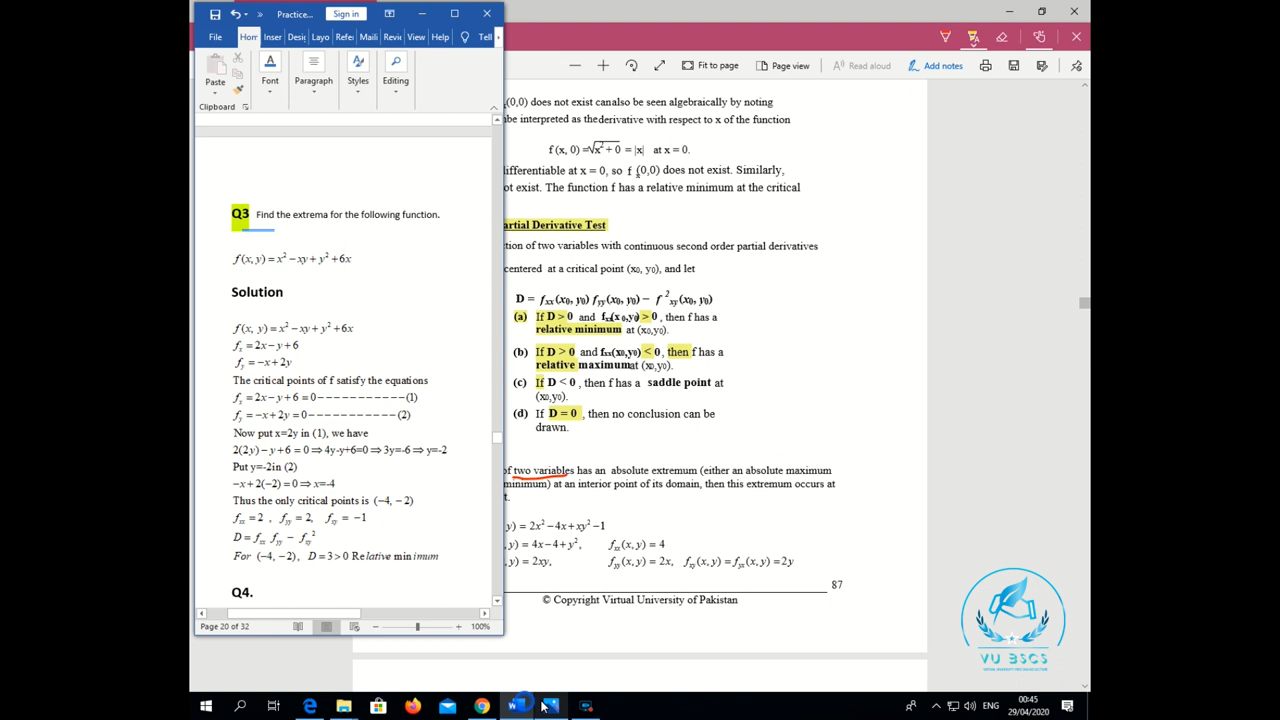 Practice...
Sign in
File
Hom
Inser
Desig
Layo
Refer
Maili
Revie
View
Help
Tell
Paste
Font
Paragraph
Styles
Editing
Clipboard
Q3 Find the extrema for the following function.
f(x, y) = x² − xy + y² + 6x
Solution
f(x, y) = x² − xy + y² + 6x
fx = 2x − y + 6
fy = −x + 2y
The critical points of f satisfy the equations
fx = 2x − y + 6 = 0 −−−−−−−−−−− (1)
fy = −x + 2y = 0 −−−−−−−−−−− (2)
Now put x=2y in (1), we have
2(2y) − y + 6 = 0 ⇒ 4y-y+6=0 ⇒ 3y=-6 ⇒ y=-2
Put y=-2in (2)
−x + 2(−2) = 0 ⇒ x=-4
Thus the only critical points is (−4, −2)
fxx = 2 , fyy = 2, fxy = −1
D = fxx fyy − fxy²
For (−4, −2), D = 3 > 0 Relative minimum
Q4.
Page 20 of 32
100%
Fit to page
Page view
Read aloud
Add notes
(0,0) does not exist canalso be seen algebraically by noting
be interpreted as thederivative with respect to x of the function
f (x, 0) = √x² + 0 = |x| at x = 0.
differentiable at x = 0, so fx(0,0) does not exist. Similarly,
ot exist. The function f has a relative minimum at the critical
artial Derivative Test
ction of two variables with continuous second order partial derivatives
centered at a critical point (x0, y0), and let
D = fxx(x0, y0) fyy(x0, y0) − f²xy(x0, y0)
(a) If D > 0 and fxx(x0,y0) > 0 , then f has a
relative minimum at (x0,y0).
(b) If D > 0 and fxx(x0,y0) < 0, then f has a
relative maximumat (x0,y0).
(c) If D < 0 , then f has a saddle point at
(x0,y0).
(d) If D = 0 , then no conclusion can be
drawn.
of two variables has an absolute extremum (either an absolute maximum
minimum) at an interior point of its domain, then this extremum occurs at
t.
y) = 2x² − 4x + xy² − 1
y) = 4x − 4 + y², fxx(x, y) = 4
y) = 2xy, fyy(x, y) = 2x, fxy(x, y) = fyx(x, y) = 2y
87
© Copyright Virtual University of Pakistan
VU BSCS
ENG
00:45
29/04/2020